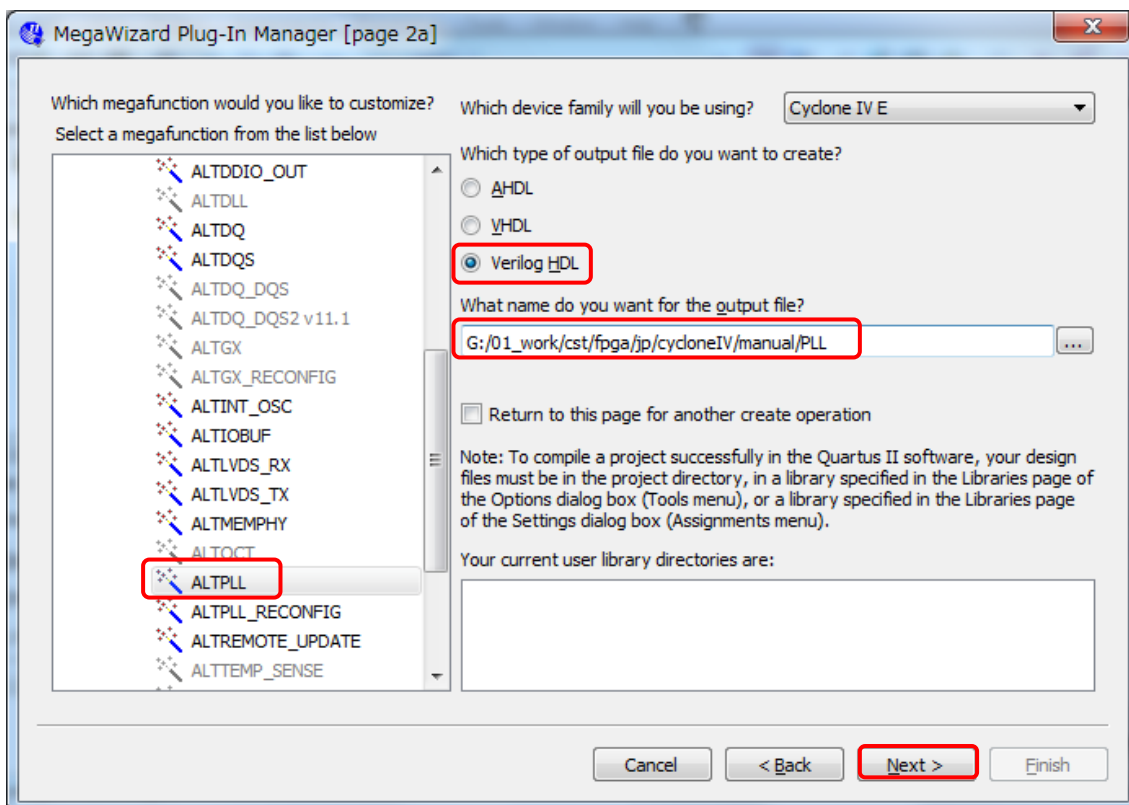 MegaWizard Plug-In Manager [page 2a]
Which megafunction would you like to customize?
Select a megafunction from the list below
ALTDDIO_OUT
ALTDLL
ALTDQ
ALTDQS
ALTDQ_DQS
ALTDQ_DQS2 v11.1
ALTGX
ALTGX_RECONFIG
ALTINT_OSC
ALTIOBUF
ALTLVDS_RX
ALTLVDS_TX
ALTMEMPHY
ALTOCT
ALTPLL
ALTPLL_RECONFIG
ALTREMOTE_UPDATE
ALTTEMP_SENSE
Which device family will you be using?
Cyclone IV E
Which type of output file do you want to create?
AHDL
VHDL
Verilog HDL
What name do you want for the output file?
G:/01_work/cst/fpga/jp/cycloneIV/manual/PLL
...
Return to this page for another create operation
Note: To compile a project successfully in the Quartus II software, your design
files must be in the project directory, in a library specified in the Libraries page of
the Options dialog box (Tools menu), or a library specified in the Libraries page
of the Settings dialog box (Assignments menu).
Your current user library directories are:
Cancel
< Back
Next >
Finish